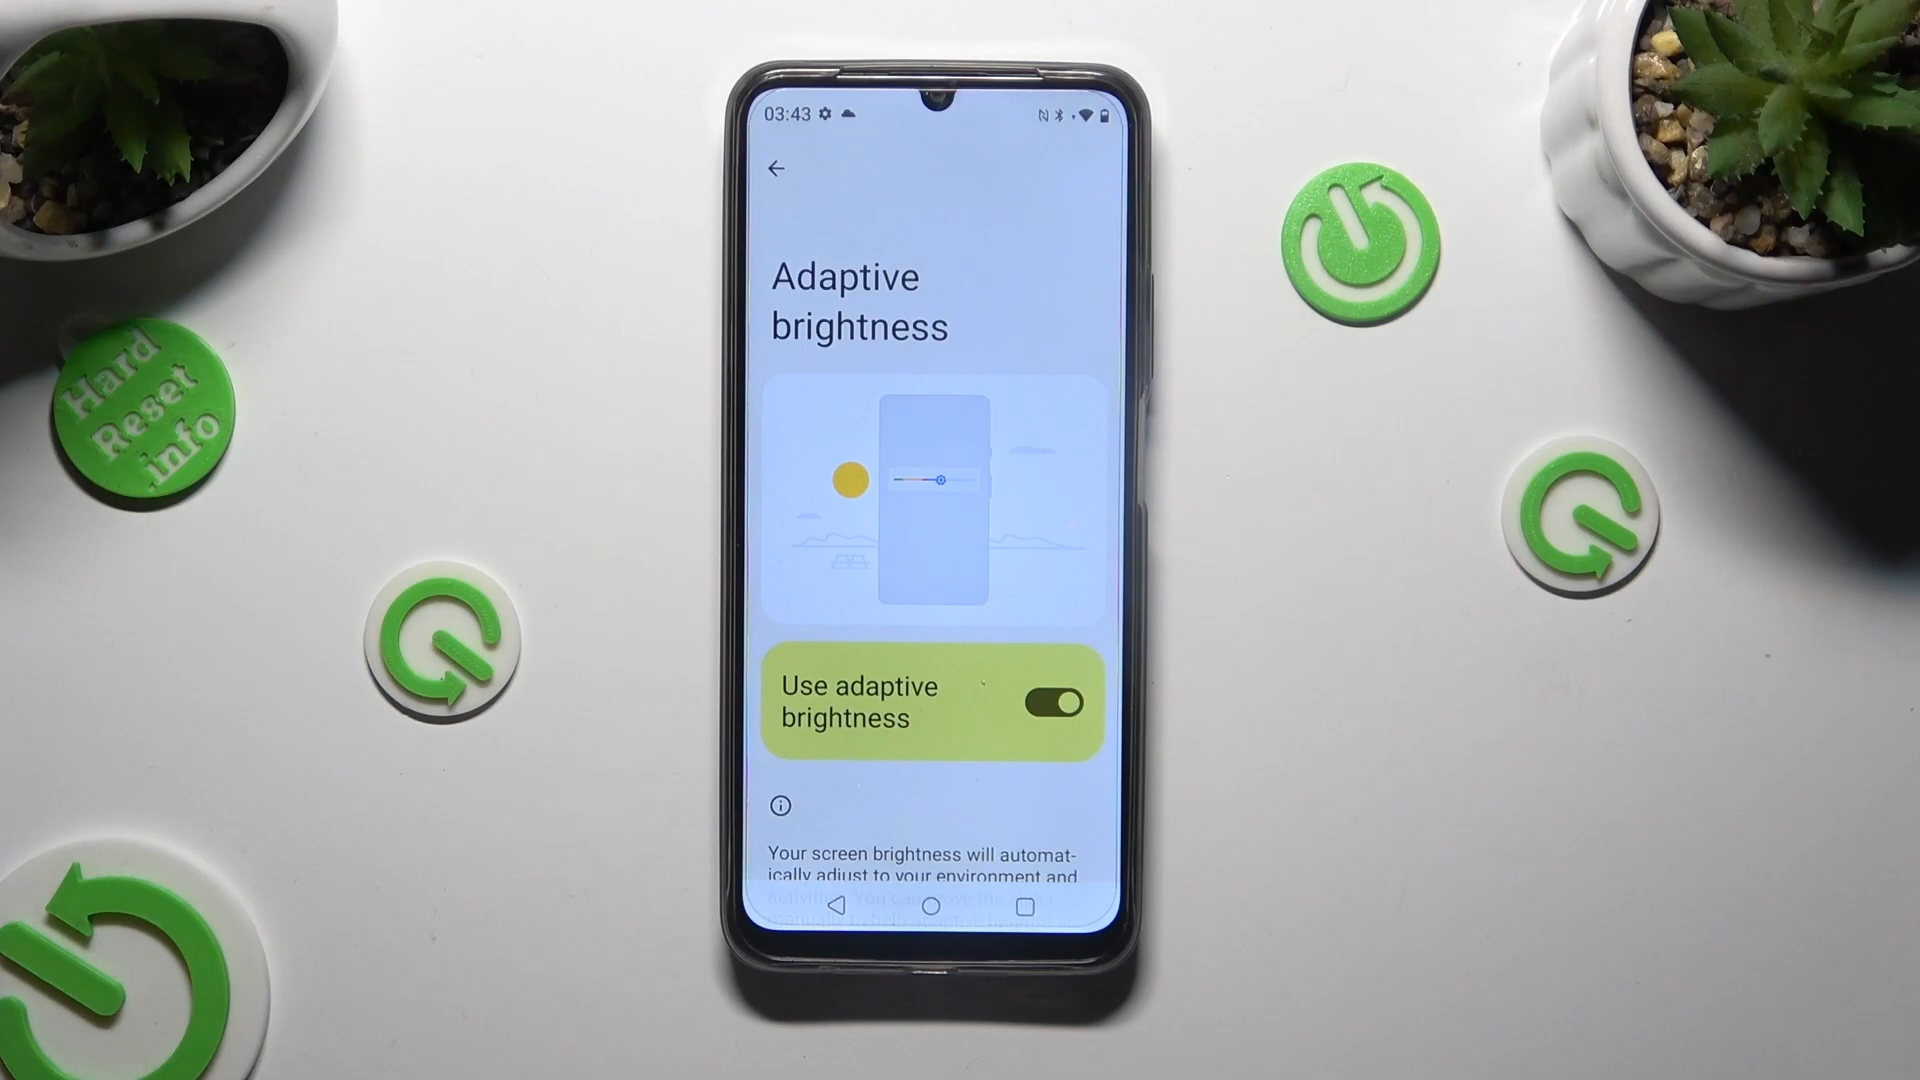 03:43
Adaptive
brightness
Use adaptive
brightness
Your screen brightness will automat-
ically adjust to your environment and
Hard
Reset
.info